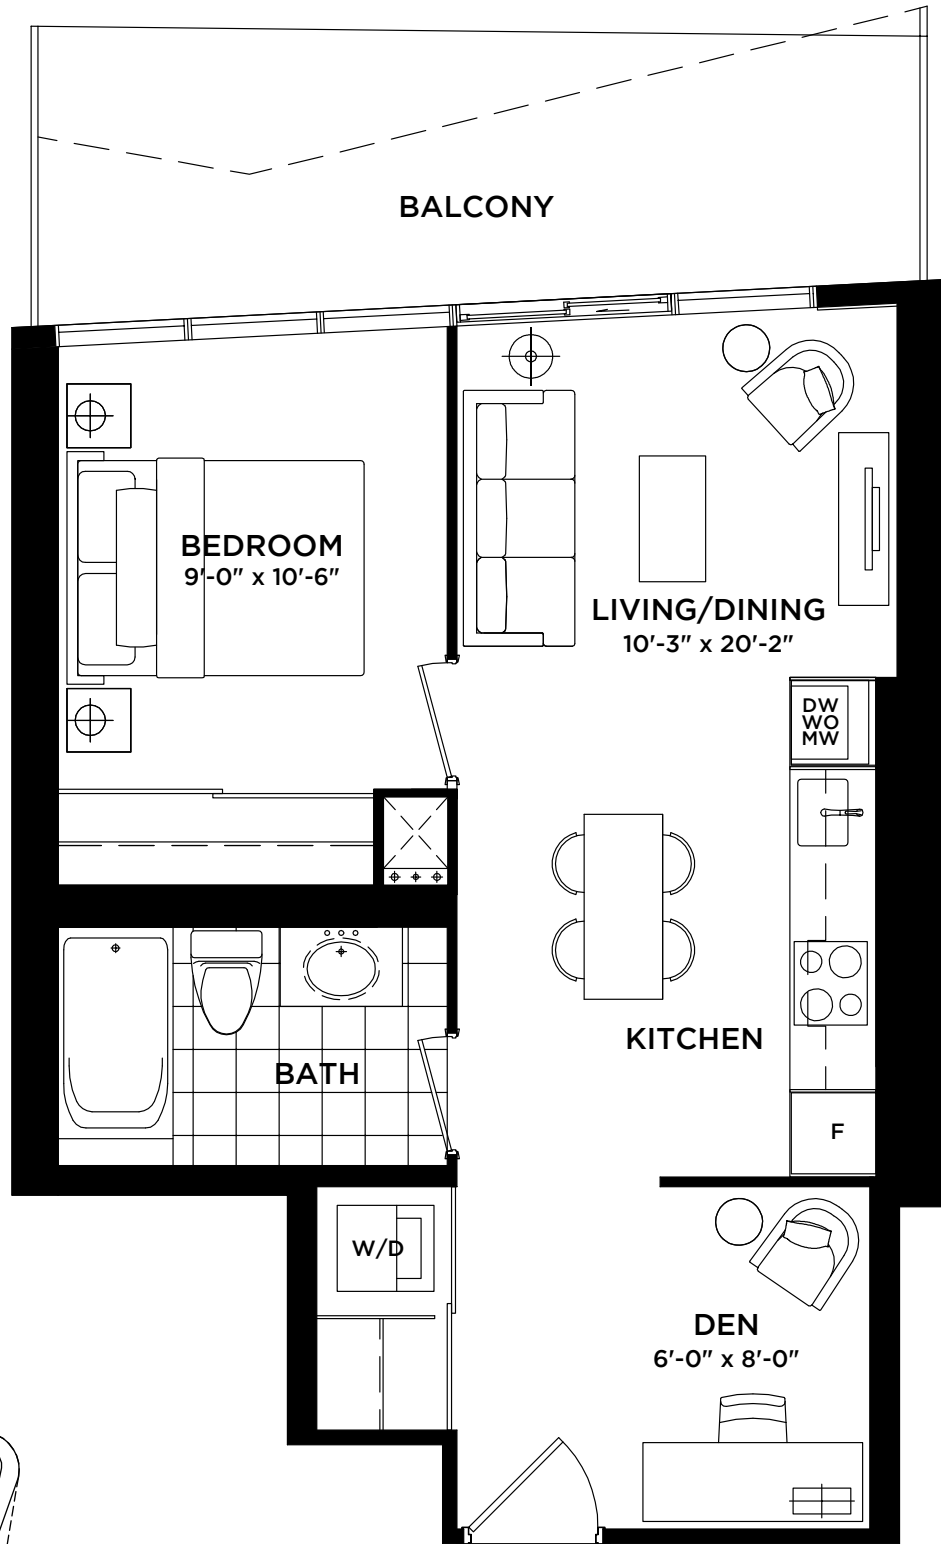 BALCONY
BEDROOM
9'-0" x 10'-6"
LIVING/DINING
10'-3" x 20'-2"
DW
WO
MW
KITCHEN
BATH
F
W/D
DEN
6'-0" x 8'-0"